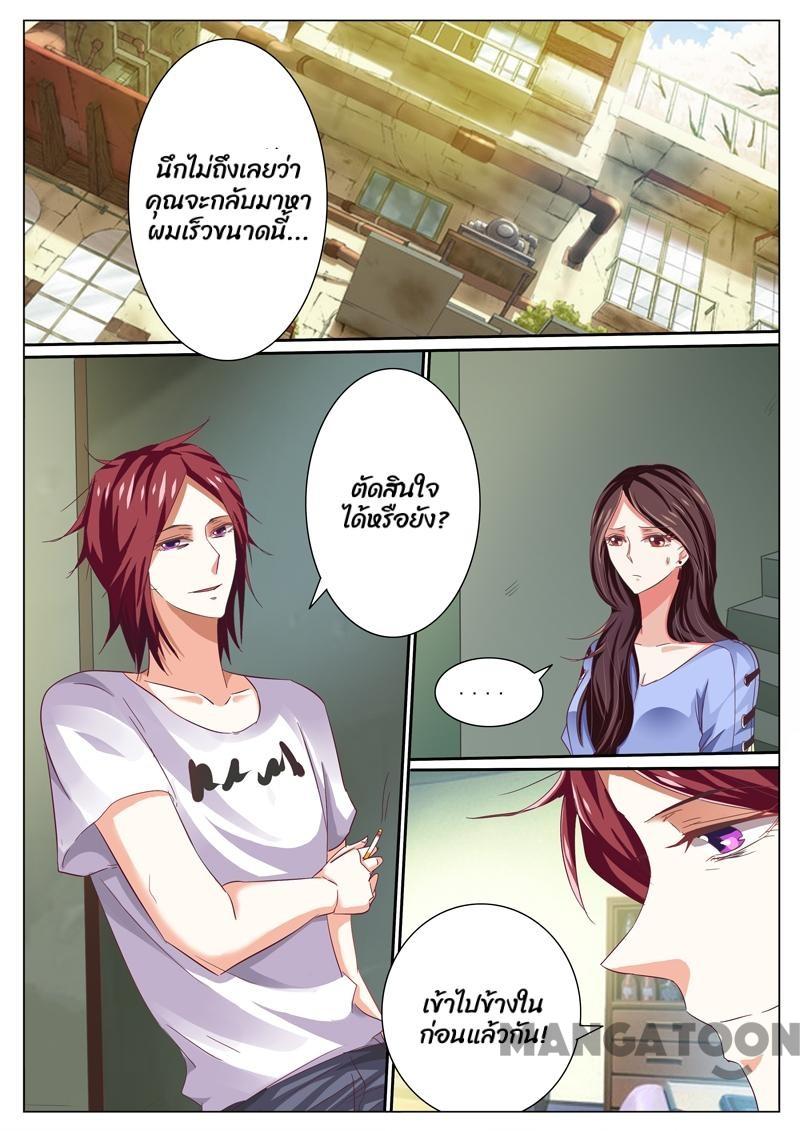 นึกไม่ถึงเลยว่า
คุณจะกลับมาหา
ผมเร็วขนาดนี้...
ตัดสินใจ
ได้หรือยัง?
....
เข้าไปข้างใน
ก่อนแล้วกัน!
MANGATOON